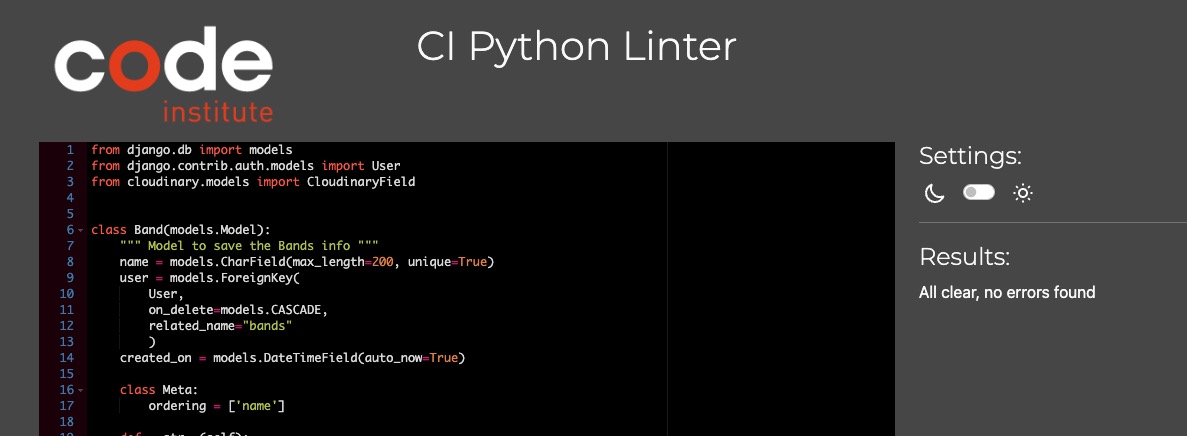 code
institute
CI Python Linter
1 from django.db import models
2 from django.contrib.auth.models import User
3 from cloudinary.models import CloudinaryField
4
5
6 class Band(models.Model):
7     """ Model to save the Bands info """
8     name = models.CharField(max_length=200, unique=True)
9     user = models.ForeignKey(
10         User,
11         on_delete=models.CASCADE,
12         related_name="bands"
13         )
14     created_on = models.DateTimeField(auto_now=True)
15
16     class Meta:
17         ordering = ['name']
18
Settings:
Results:
All clear, no errors found